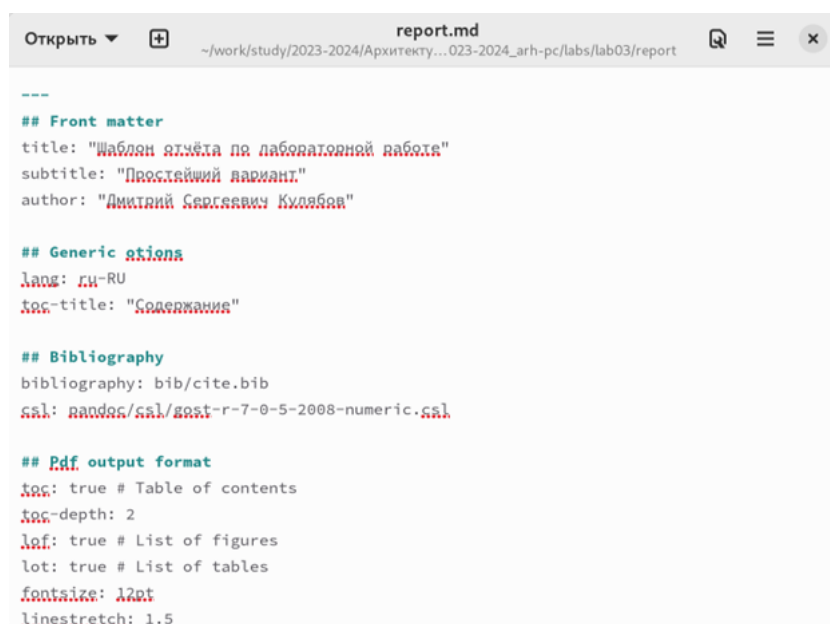 Открыть
report.md
~/work/study/2023-2024/Архитекту…023-2024_arh-pc/labs/lab03/report
---
## Front matter
title: "Шаблон отчёта по лабораторной работе"
subtitle: "Простейший вариант"
author: "Дмитрий Сергеевич Кулябов"
## Generic otions
lang: ru-RU
toc-title: "Содержание"
## Bibliography
bibliography: bib/cite.bib
csl: pandoc/csl/gost-r-7-0-5-2008-numeric.csl
## Pdf output format
toc: true # Table of contents
toc-depth: 2
lof: true # List of figures
lot: true # List of tables
fontsize: 12pt
linestretch: 1.5